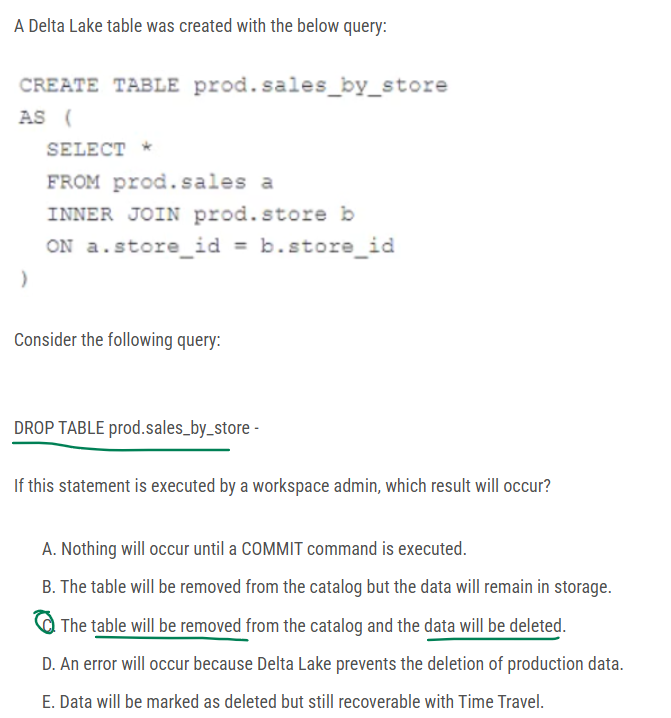 A Delta Lake table was created with the below query:
CREATE TABLE prod.sales_by_store
AS (
SELECT *
FROM prod.sales a
INNER JOIN prod.store b
ON a.store_id = b.store_id
)
Consider the following query:
DROP TABLE prod.sales_by_store -
If this statement is executed by a workspace admin, which result will occur?
A. Nothing will occur until a COMMIT command is executed.
B. The table will be removed from the catalog but the data will remain in storage.
C. The table will be removed from the catalog and the data will be deleted.
D. An error will occur because Delta Lake prevents the deletion of production data.
E. Data will be marked as deleted but still recoverable with Time Travel.